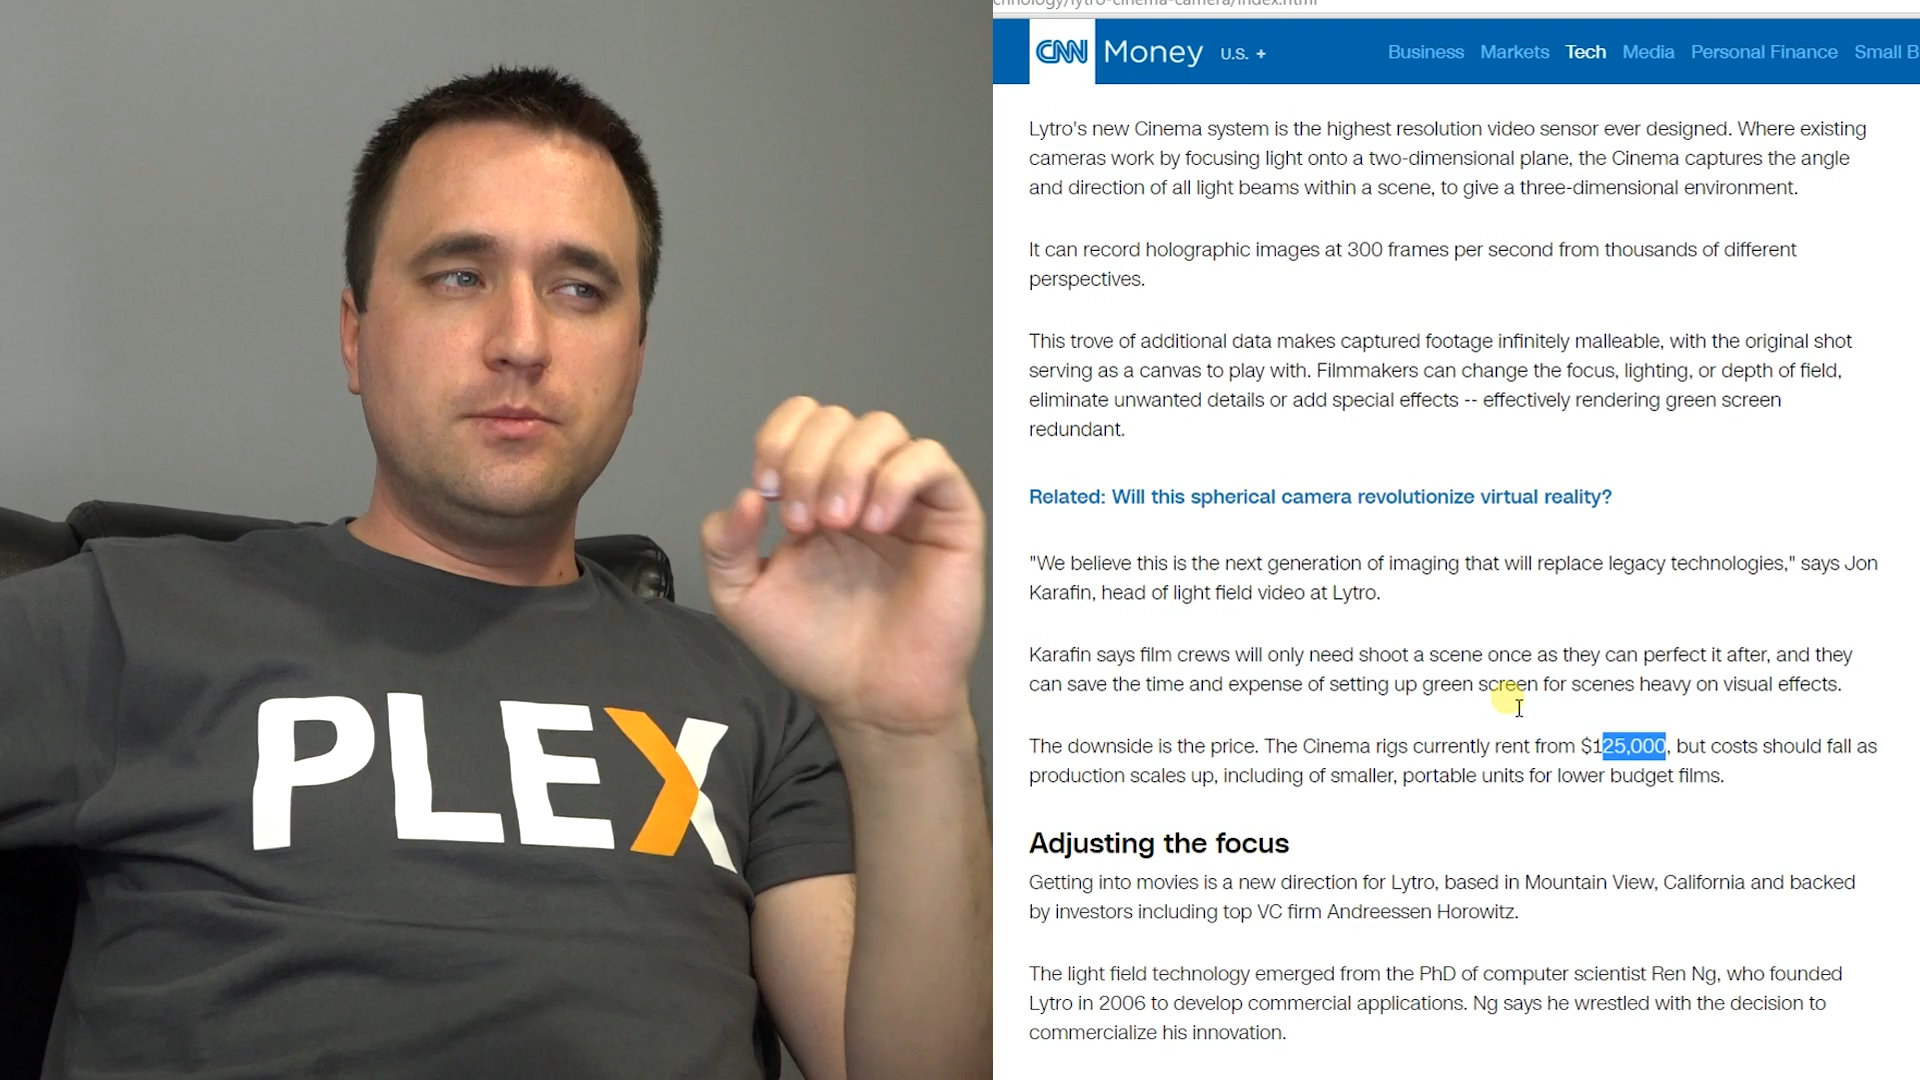 PLEX
chnology/lytro-cinema-camera/index.html
CNN Money U.S. + Business Markets Tech Media Personal Finance Small B
Lytro's new Cinema system is the highest resolution video sensor ever designed. Where existing
cameras work by focusing light onto a two-dimensional plane, the Cinema captures the angle
and direction of all light beams within a scene, to give a three-dimensional environment.
It can record holographic images at 300 frames per second from thousands of different
perspectives.
This trove of additional data makes captured footage infinitely malleable, with the original shot
serving as a canvas to play with. Filmmakers can change the focus, lighting, or depth of field,
eliminate unwanted details or add special effects -- effectively rendering green screen
redundant.
Related: Will this spherical camera revolutionize virtual reality?
"We believe this is the next generation of imaging that will replace legacy technologies," says Jon
Karafin, head of light field video at Lytro.
Karafin says film crews will only need shoot a scene once as they can perfect it after, and they
can save the time and expense of setting up green screen for scenes heavy on visual effects.
The downside is the price. The Cinema rigs currently rent from $125,000, but costs should fall as
production scales up, including of smaller, portable units for lower budget films.
Adjusting the focus
Getting into movies is a new direction for Lytro, based in Mountain View, California and backed
by investors including top VC firm Andreessen Horowitz.
The light field technology emerged from the PhD of computer scientist Ren Ng, who founded
Lytro in 2006 to develop commercial applications. Ng says he wrestled with the decision to
commercialize his innovation.